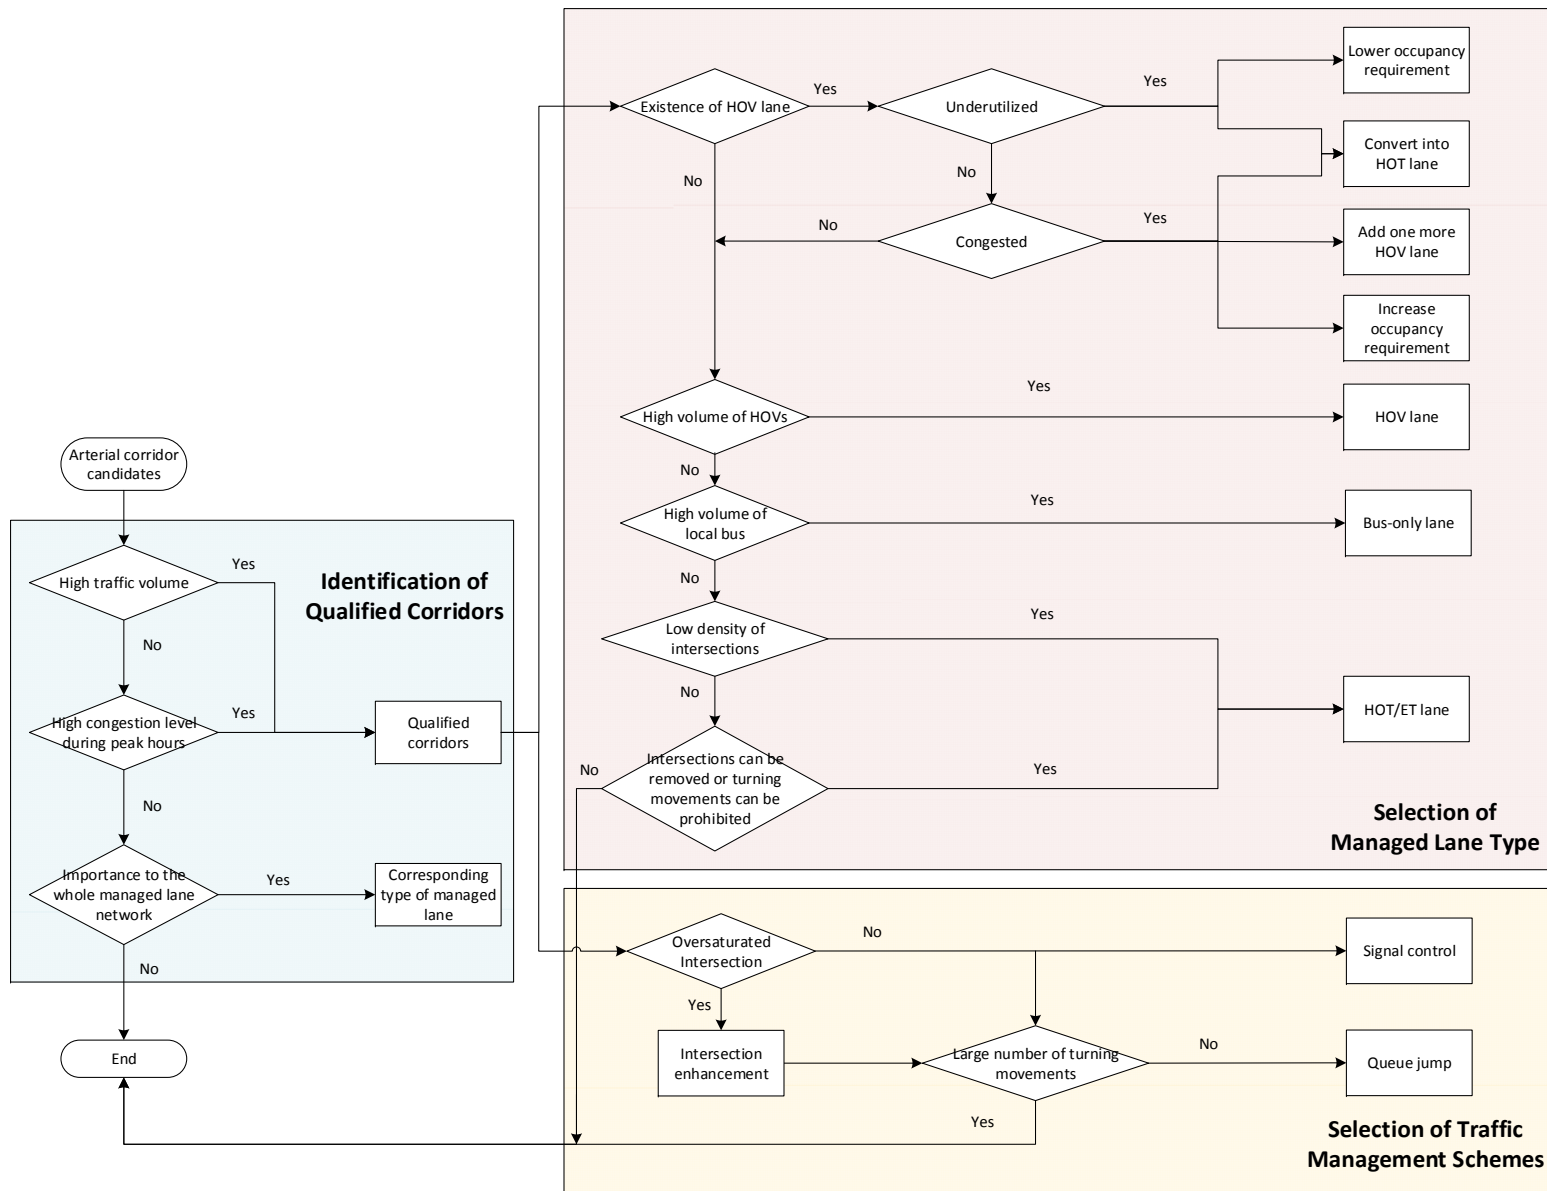 Arterial corridor
candidates
High traffic volume
Yes
No
Identification of
Qualified Corridors
High congestion level
during peak hours
Yes
No
Qualified
corridors
Importance to the
whole managed lane
network
Yes
Corresponding
type of managed
lane
No
End
Existence of HOV lane
Yes
No
Underutilized
Yes
No
Lower occupancy
requirement
Convert into
HOT lane
Congested
No
Yes
Add one more
HOV lane
Increase
occupancy
requirement
High volume of HOVs
Yes
HOV lane
No
High volume of
local bus
Yes
Bus-only lane
No
Low density of
intersections
Yes
No
HOT/ET lane
Intersections can be
removed or turning
movements can be
prohibited
No
Yes
Selection of
Managed Lane Type
Oversaturated
Intersection
No
Signal control
Yes
Intersection
enhancement
Large number of turning
movements
No
Queue jump
Yes
Selection of Traffic
Management Schemes